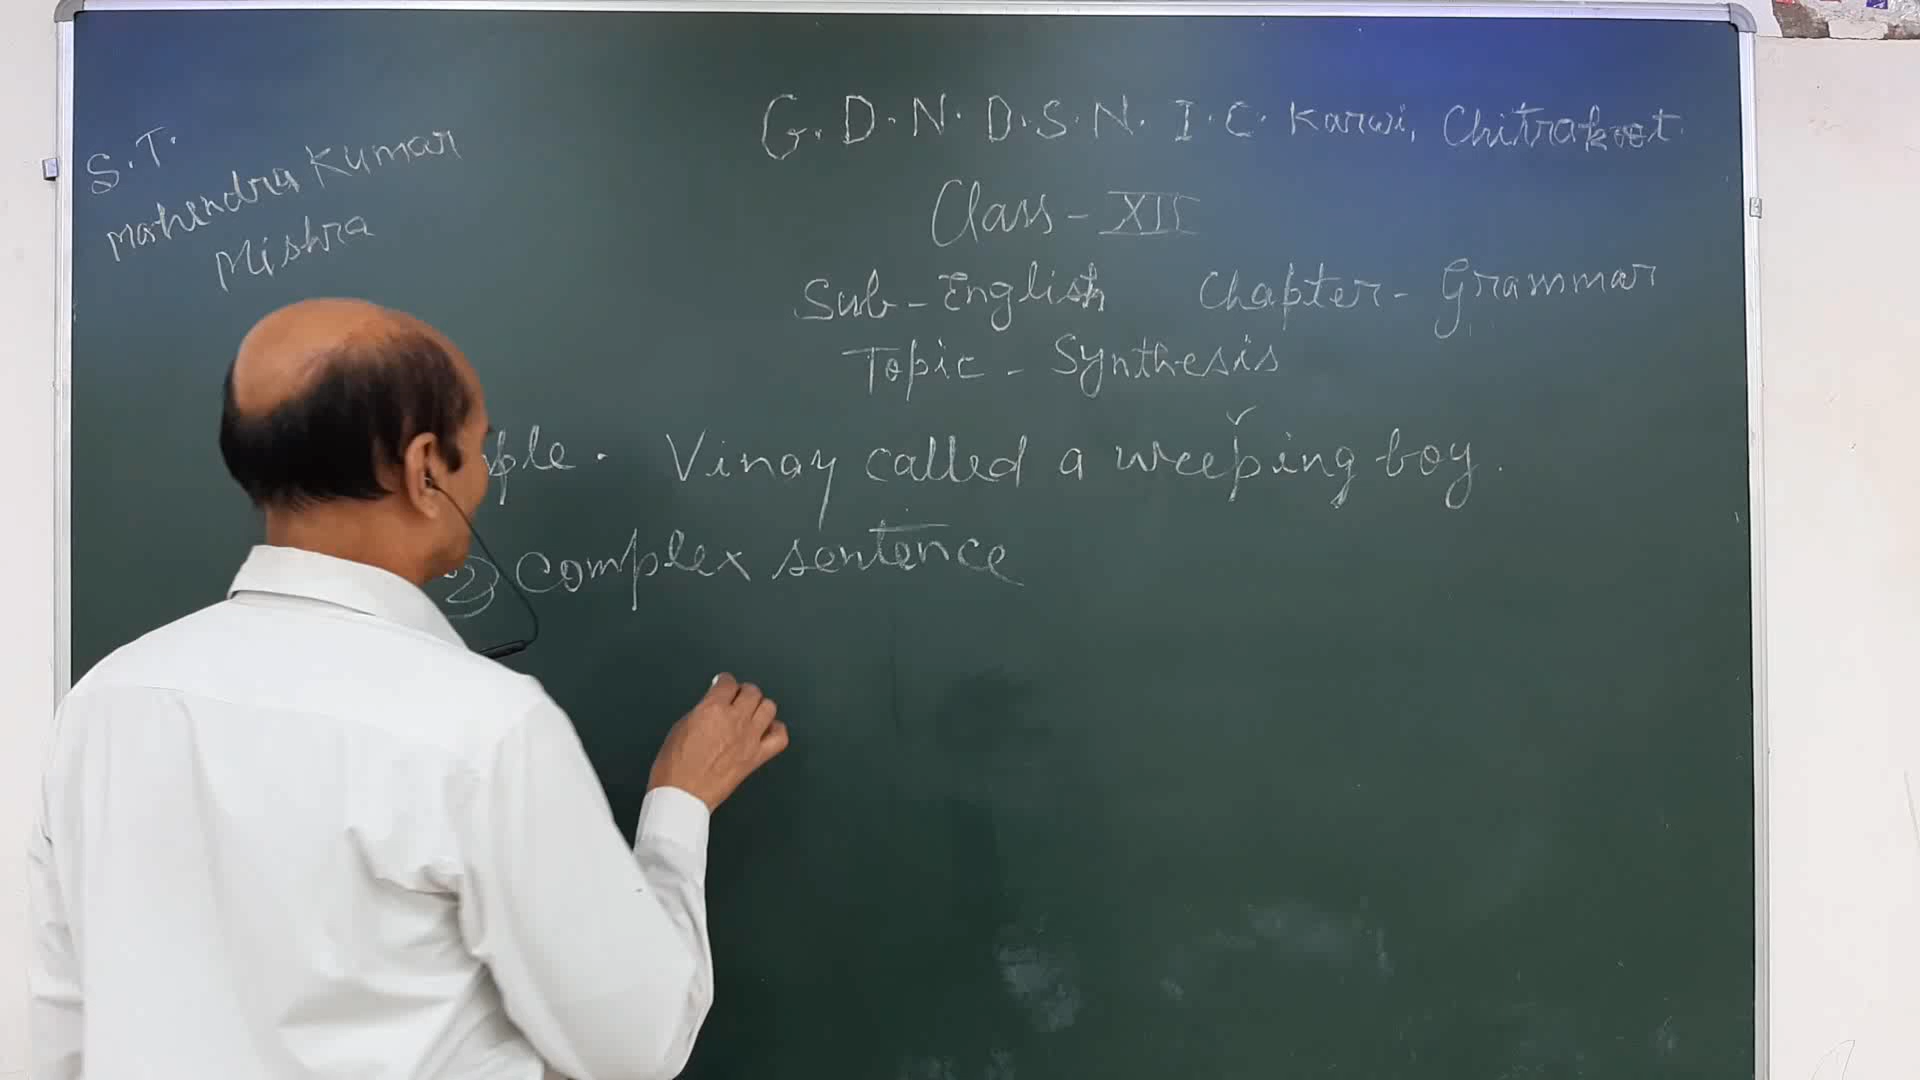 S.T.
Mahendra Kumar
Mishra
G.D.N.D.S.N.I.C. Karwi, Chitrakoot.
Class - XII
Sub - English Chapter - Grammar
Topic - Synthesis
ple. Vinay called a weeping boy.
2) Complex sentence